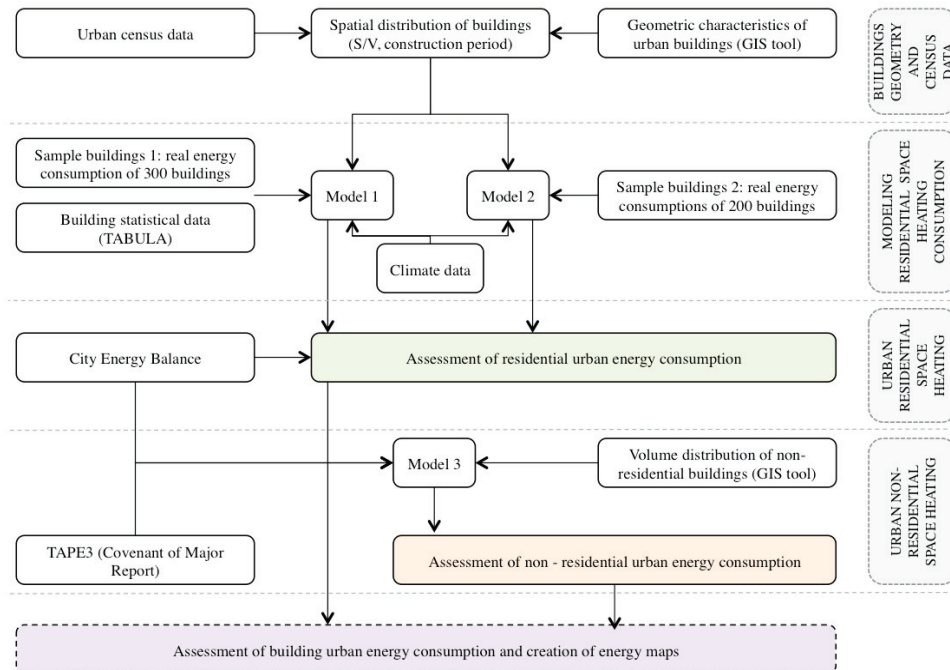 Urban census data
Spatial distribution of buildings
(S/V, construction period)
Geometric characteristics of
urban buildings (GIS tool)
BUILDINGS
GEOMETRY
AND
CENSUS
DATA
Sample buildings 1: real energy
consumption of 300 buildings
Building statistical data
(TABULA)
Model 1
Model 2
Sample buildings 2: real energy
consumptions of 200 buildings
Climate data
MODELING
RESIDENTIAL SPACE
HEATING
CONSUMPTION
City Energy Balance
Assessment of residential urban energy consumption
URBAN
RESIDENTIAL
SPACE
HEATING
Model 3
Volume distribution of non-
residential buildings (GIS tool)
TAPE3 (Covenant of Major
Report)
Assessment of non - residential urban energy consumption
URBAN NON-
RESIDENTIAL
SPACE HEATING
Assessment of building urban energy consumption and creation of energy maps